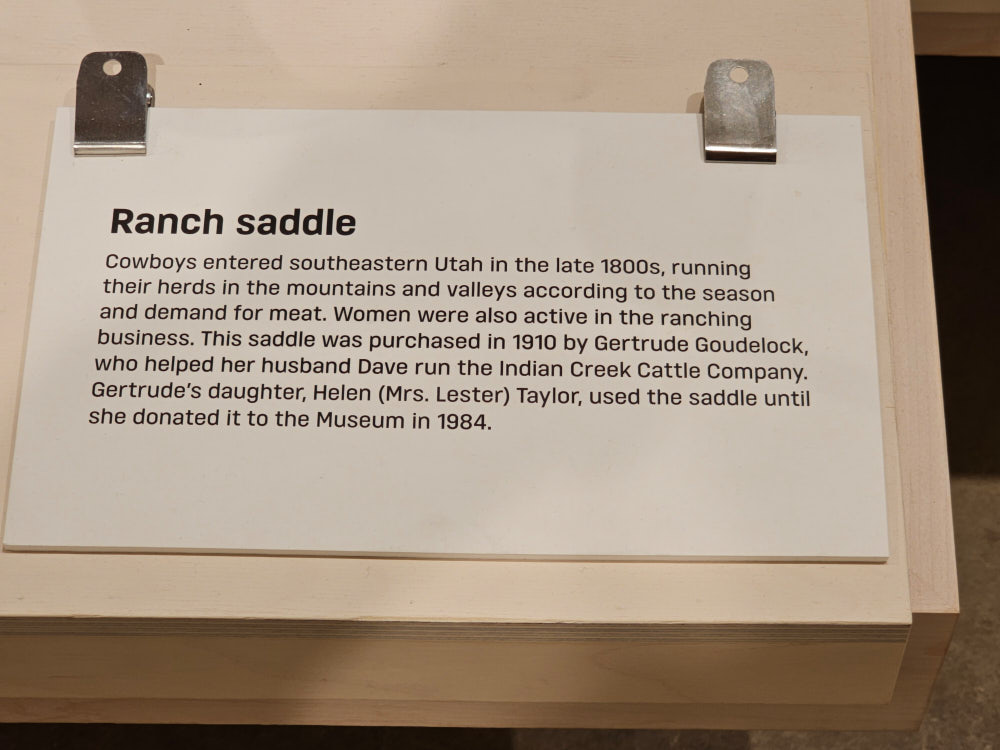 Ranch saddle
Cowboys entered southeastern Utah in the late 1800s, running
their herds in the mountains and valleys according to the season
and demand for meat. Women were also active in the ranching
business. This saddle was purchased in 1910 by Gertrude Goudelock,
who helped her husband Dave run the Indian Creek Cattle Company.
Gertrude's daughter, Helen (Mrs. Lester) Taylor, used the saddle until
she donated it to the Museum in 1984.